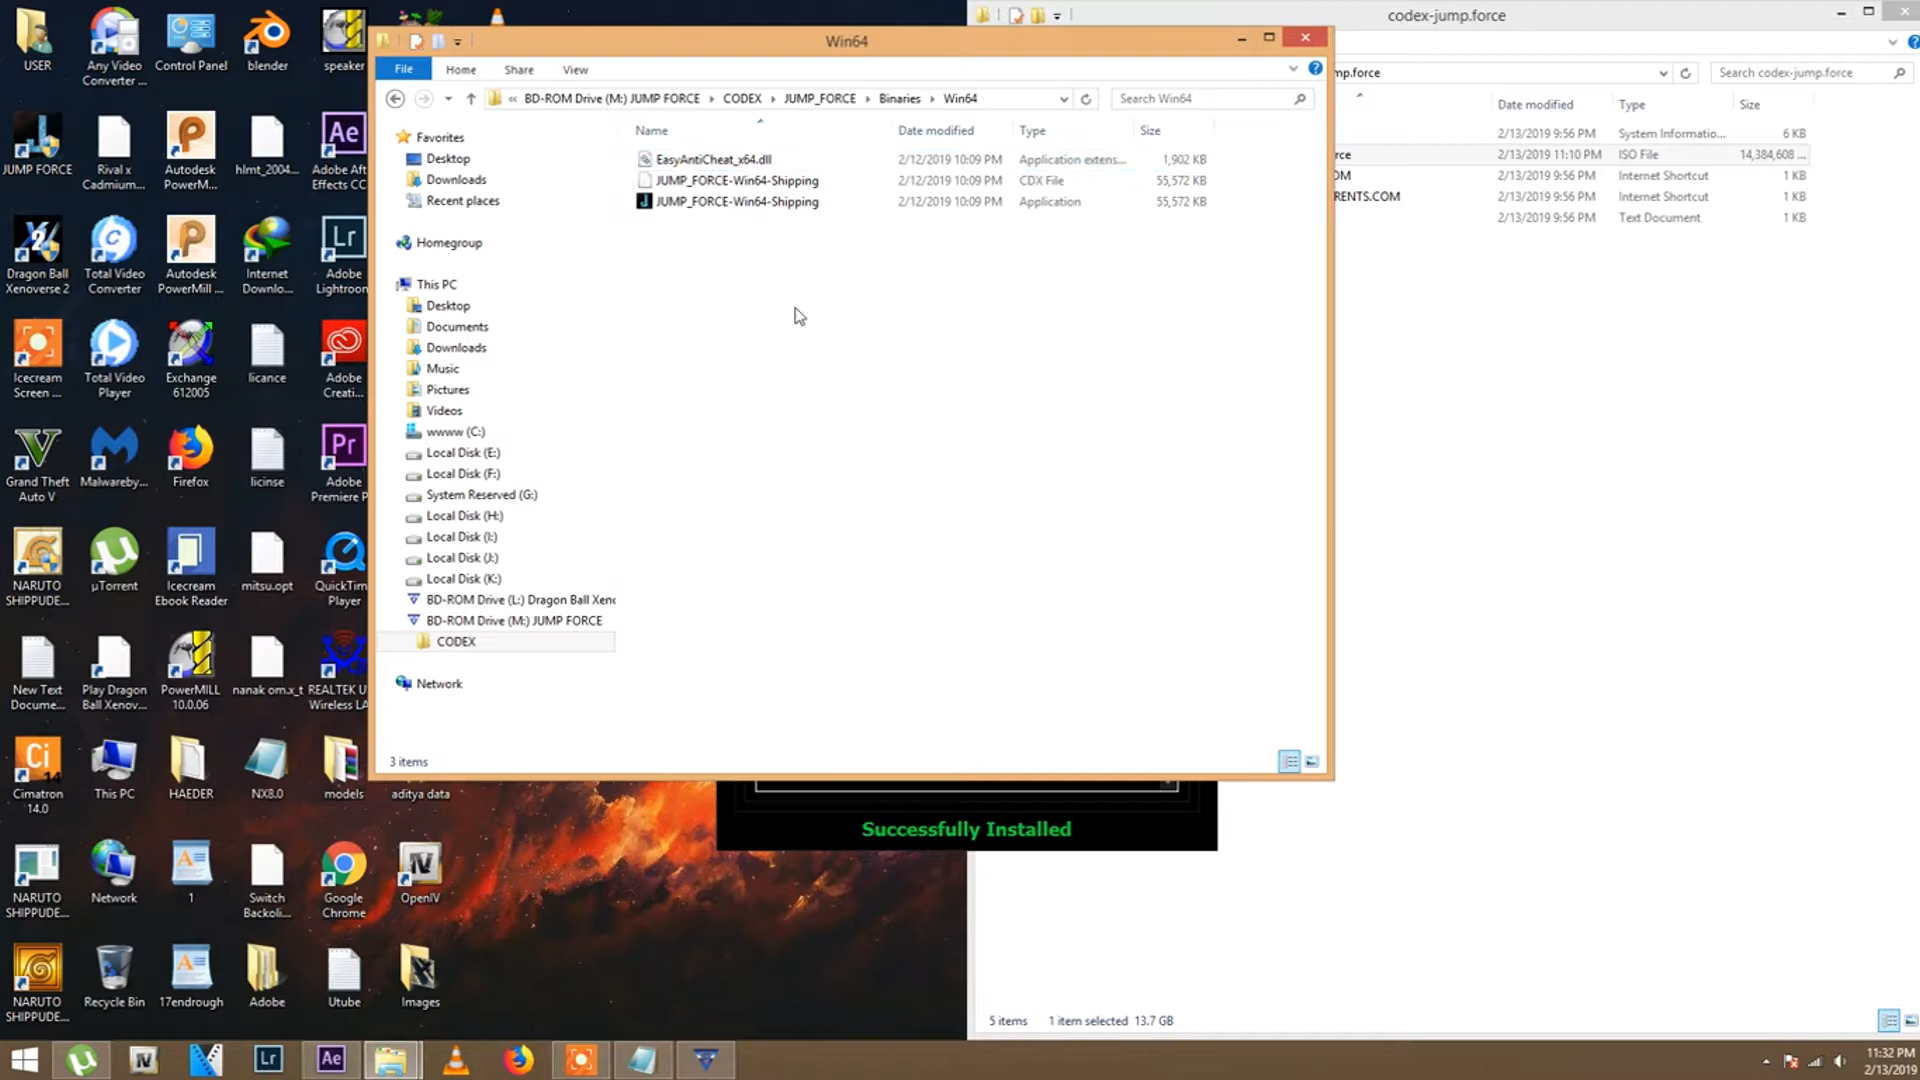 USER
Any Video
Converter ...
Control Panel
blender
speaker
JUMP FORCE
Rival x
Cadmium...
Autodesk
PowerM...
hlmt_2004...
Adobe Aft
Effects CC
Dragon Ball
Xenoverse 2
Total Video
Converter
Autodesk
PowerMill ...
Internet
Downlo...
Adobe
Lightroon
Icecream
Screen ...
Total Video
Player
Exchange
612005
licance
Adobe
Creati...
Grand Theft
Auto V
Malwareby...
Firefox
licinse
Adobe
Premiere P
NARUTO
SHIPPUDE...
µTorrent
Icecream
Ebook Reader
mitsu.opt
QuickTim
Player
New Text
Docume...
Play Dragon
Ball Xenov...
PowerMILL
10.0.06
nanak om.x_t
REALTEK U
Wireless LA
Cimatron
14.0
This PC
HAEDER
NX8.0
models
aditya data
NARUTO
SHIPPUDE...
Network
1
Switch
Backoli...
Google
Chrome
OpenIV
NARUTO
SHIPPUDE...
Recycle Bin
17endrough
Adobe
Utube
Images
Win64
File
Home
Share
View
« BD-ROM Drive (M:) JUMP FORCE
CODEX
JUMP_FORCE
Binaries
Win64
Search Win64
Name
Date modified
Type
Size
EasyAntiCheat_x64.dll
2/12/2019 10:09 PM
Application extens...
1,902 KB
JUMP_FORCE-Win64-Shipping
2/12/2019 10:09 PM
CDX File
55,572 KB
JUMP_FORCE-Win64-Shipping
2/12/2019 10:09 PM
Application
55,572 KB
Favorites
Desktop
Downloads
Recent places
Homegroup
This PC
Desktop
Documents
Downloads
Music
Pictures
Videos
wwww (C:)
Local Disk (E:)
Local Disk (F:)
System Reserved (G:)
Local Disk (H:)
Local Disk (I:)
Local Disk (J:)
Local Disk (K:)
BD-ROM Drive (L:) Dragon Ball Xeno
BD-ROM Drive (M:) JUMP FORCE
CODEX
Network
3 items
Successfully Installed
codex-jump.force
mp.force
Search codex-jump.force
Date modified
Type
Size
2/13/2019 9:56 PM
System Informatio...
6 KB
rce
2/13/2019 11:10 PM
ISO File
14,384,608 ...
OM
2/13/2019 9:56 PM
Internet Shortcut
1 KB
RENTS.COM
2/13/2019 9:56 PM
Internet Shortcut
1 KB
2/13/2019 9:56 PM
Text Document
1 KB
5 items
1 item selected 13.7 GB
11:32 PM
2/13/2019